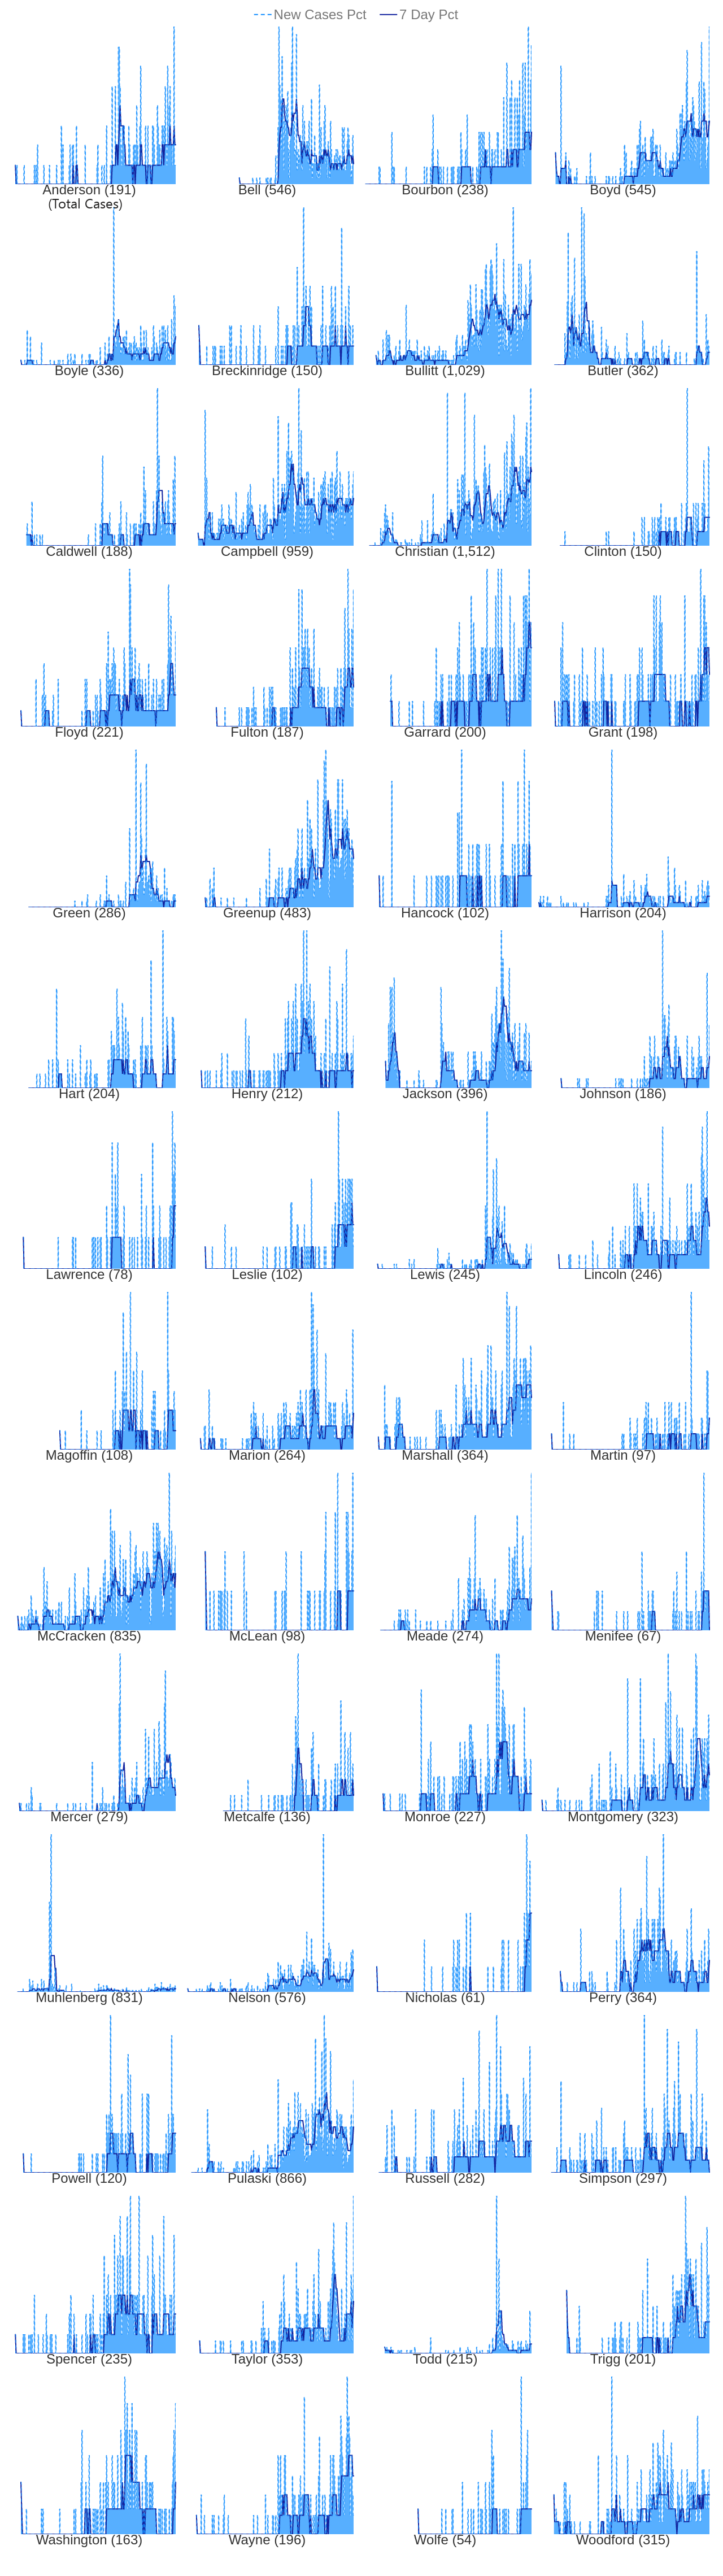 New Cases Pct 7 Day Pct
Anderson (191) Bell (546) Bourbon (238) Boyd (545)
(Total Cases)
Boyle (336) Breckinridge (150) Bullitt (1,029) Butler (362)
Caldwell (188) Campbell (959) Christian (1,512) Clinton (150)
Floyd (221) Fulton (187) Garrard (200) Grant (198)
Green (286) Greenup (483) Hancock (102) Harrison (204)
Hart (204) Henry (212) Jackson (396) Johnson (186)
Lawrence (78) Leslie (102) Lewis (245) Lincoln (246)
Magoffin (108) Marion (264) Marshall (364) Martin (97)
McCracken (835) McLean (98) Meade (274) Menifee (67)
Mercer (279) Metcalfe (136) Monroe (227) Montgomery (323)
Muhlenberg (831) Nelson (576) Nicholas (61) Perry (364)
Powell (120) Pulaski (866) Russell (282) Simpson (297)
Spencer (235) Taylor (353) Todd (215) Trigg (201)
Washington (163) Wayne (196) Wolfe (54) Woodford (315)